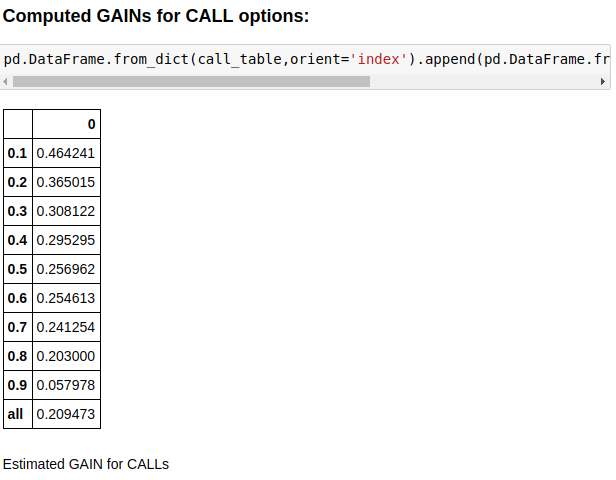 Computed GAINs for CALL options:
pd.DataFrame.from_dict(call_table,orient='index').append(pd.DataFrame.fr
0
0.1 0.464241
0.2 0.365015
0.3 0.308122
0.4 0.295295
0.5 0.256962
0.6 0.254613
0.7 0.241254
0.8 0.203000
0.9 0.057978
all 0.209473
Estimated GAIN for CALLs